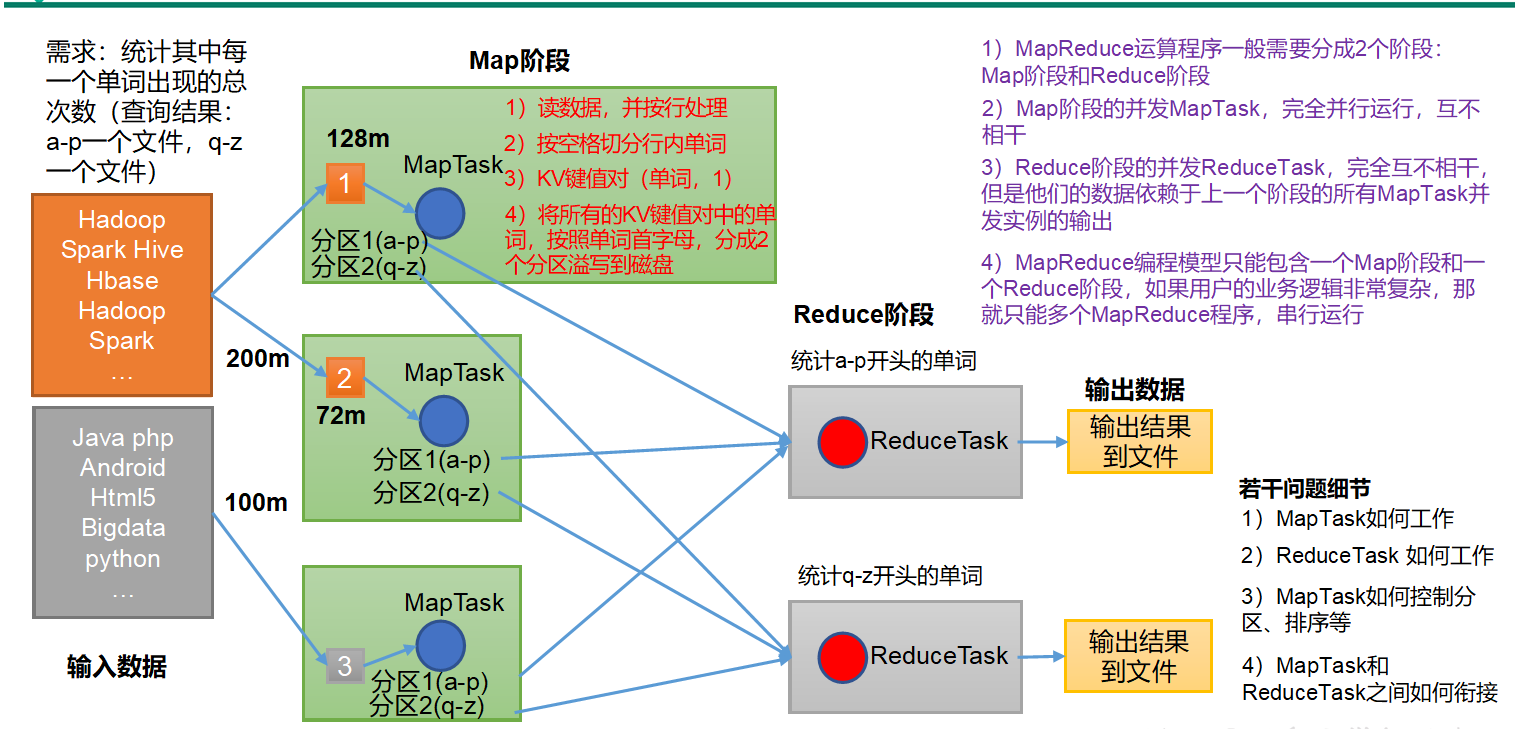 需求：统计其中每
一个单词出现的总
次数（查询结果：
a-p一个文件，q-z
一个文件）
Hadoop
Spark Hive
Hbase
Hadoop
Spark
…
200m
Java php
Android
Html5
Bigdata
python
…
100m
输入数据
Map阶段
128m
1
MapTask
分区1(a-p)
分区2(q-z)
1）读数据，并按行处理
2）按空格切分行内单词
3）KV键值对（单词，1）
4）将所有的KV键值对中的单
词，按照单词首字母，分成2
个分区溢写到磁盘
2
72m
MapTask
分区1(a-p)
分区2(q-z)
3
MapTask
分区1(a-p)
分区2(q-z)
Reduce阶段
统计a-p开头的单词
ReduceTask
统计q-z开头的单词
ReduceTask
输出数据
输出结果
到文件
输出结果
到文件
1）MapReduce运算程序一般需要分成2个阶段：
Map阶段和Reduce阶段
2）Map阶段的并发MapTask，完全并行运行，互不
相干
3）Reduce阶段的并发ReduceTask，完全互不相干，
但是他们的数据依赖于上一个阶段的所有MapTask并
发实例的输出
4）MapReduce编程模型只能包含一个Map阶段和一
个Reduce阶段，如果用户的业务逻辑非常复杂，那
就只能多个MapReduce程序，串行运行
若干问题细节
1）MapTask如何工作
2）ReduceTask 如何工作
3）MapTask如何控制分
区、排序等
4）MapTask和
ReduceTask之间如何衔接